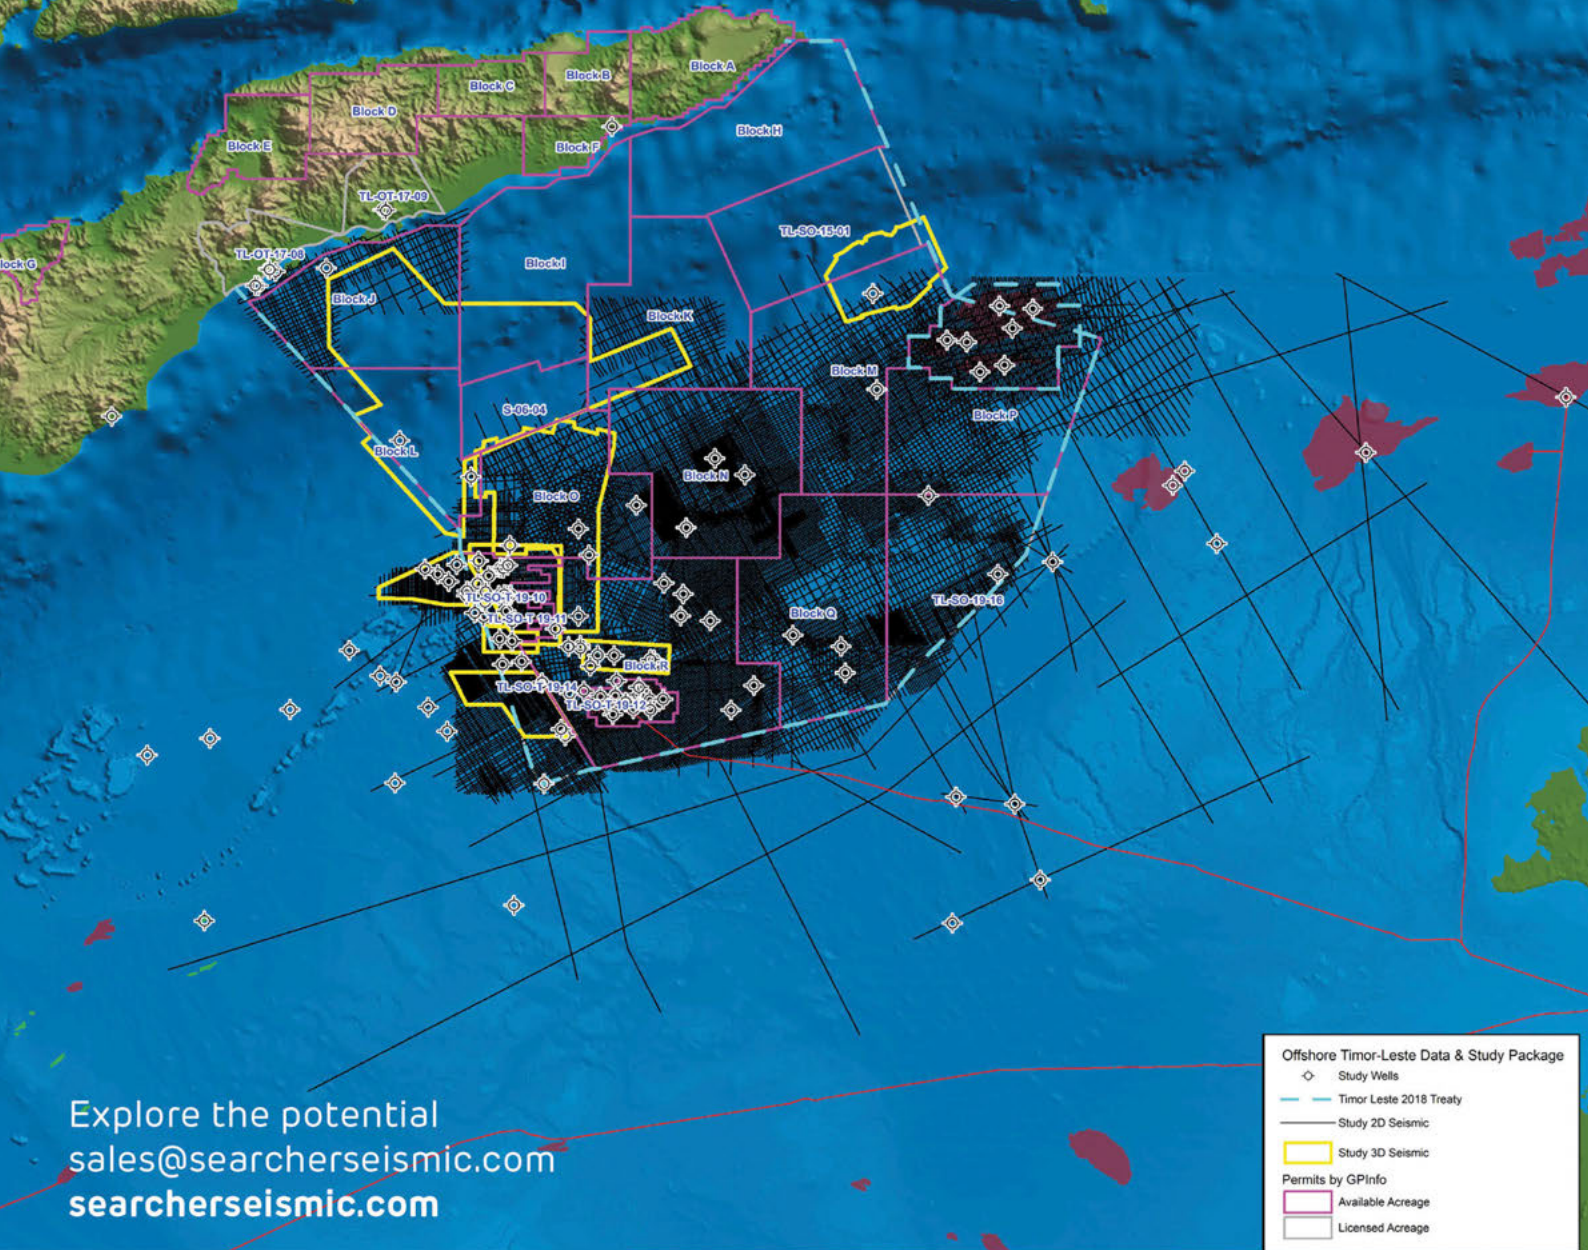 Block A
Block B
Block C
Block D
Block E
Block F
Block H
TL-OT-17-09
TL-OT-17-08
lock G
TL-SO-15-01
Block I
Block J
Block K
Block M
S-06-04
Block P
Block L
Block N
Block O
TL-SO-T-19-10
TL-SO-T-19-11
TL-SO-19-16
Block Q
Block R
TL-SO-T-19-14
TL-SO-T-19-12
Explore the potential
sales@searcherseismic.com
searcherseismic.com
Offshore Timor-Leste Data & Study Package
Study Wells
Timor Leste 2018 Treaty
Study 2D Seismic
Study 3D Seismic
Permits by GPInfo
Available Acreage
Licensed Acreage